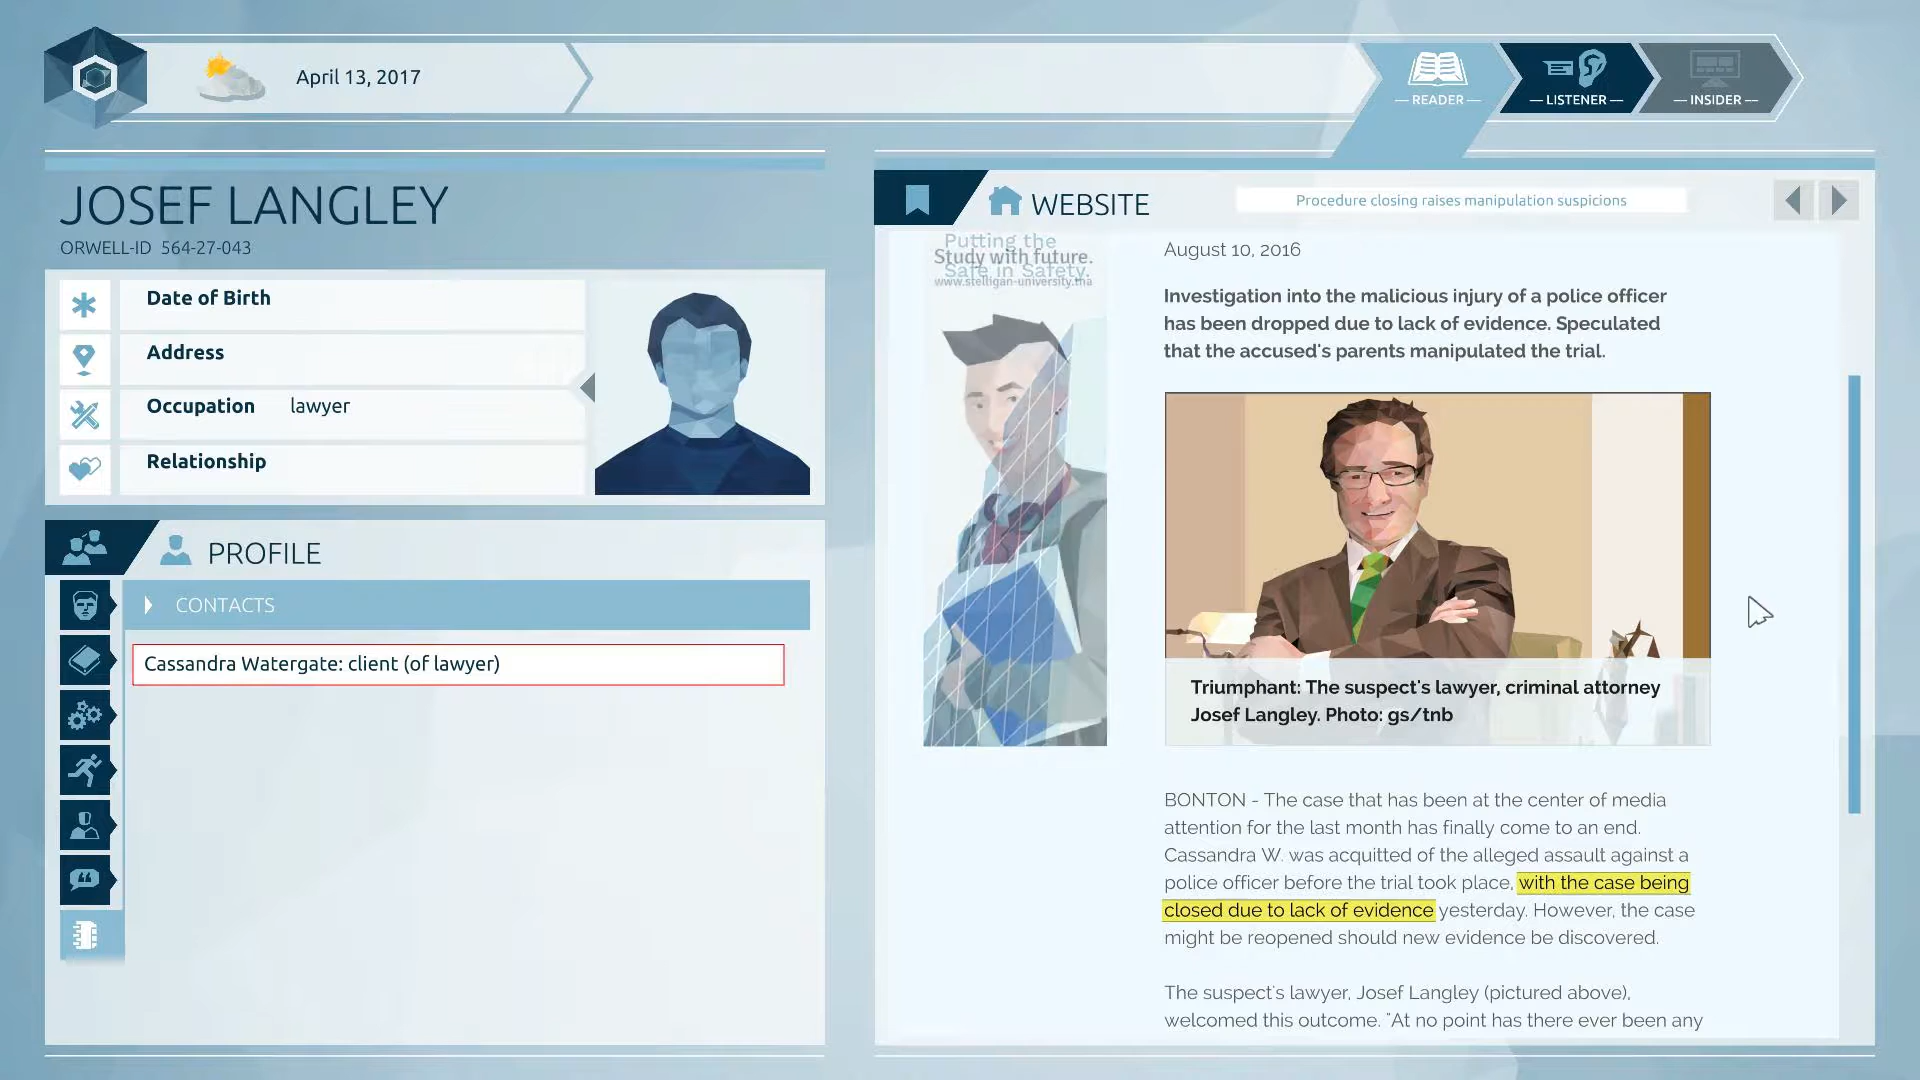 April 13, 2017
— READER —
— LISTENER —
— INSIDER —
JOSEF LANGLEY
ORWELL-ID 564-27-043
Date of Birth
Address
Occupation lawyer
Relationship
PROFILE
CONTACTS
Cassandra Watergate: client (of lawyer)
WEBSITE
Procedure closing raises manipulation suspicions
Putting the
Study with future.
Safe in Safety.
www.stelligan-university.tha
August 10, 2016
Investigation into the malicious injury of a police officer
has been dropped due to lack of evidence. Speculated
that the accused's parents manipulated the trial.
Triumphant: The suspect's lawyer, criminal attorney
Josef Langley. Photo: gs/tnb
BONTON - The case that has been at the center of media
attention for the last month has finally come to an end.
Cassandra W. was acquitted of the alleged assault against a
police officer before the trial took place, with the case being
closed due to lack of evidence yesterday. However, the case
might be reopened should new evidence be discovered.
The suspect's lawyer, Josef Langley (pictured above),
welcomed this outcome. "At no point has there ever been any